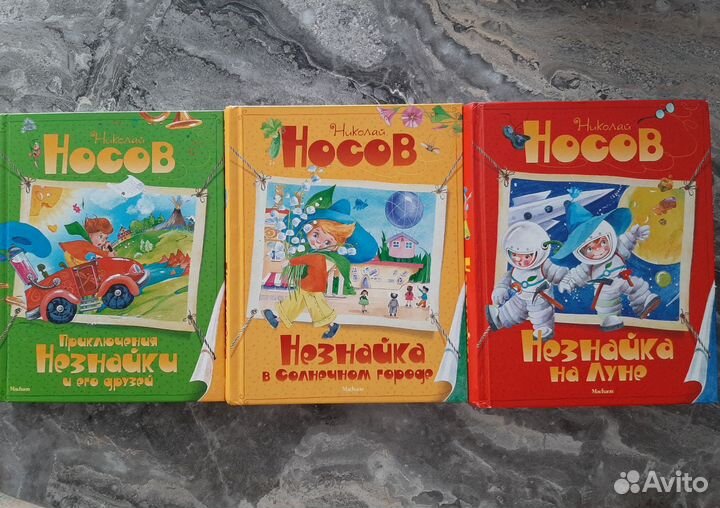 Николай
Носов
Приключения
Незнайки
и его друзей
Machaon
Николай
Носов
Незнайка
в Солнечном городе
Machaon
Николай
Носов
Незнайка
на Луне
Machaon
Avito